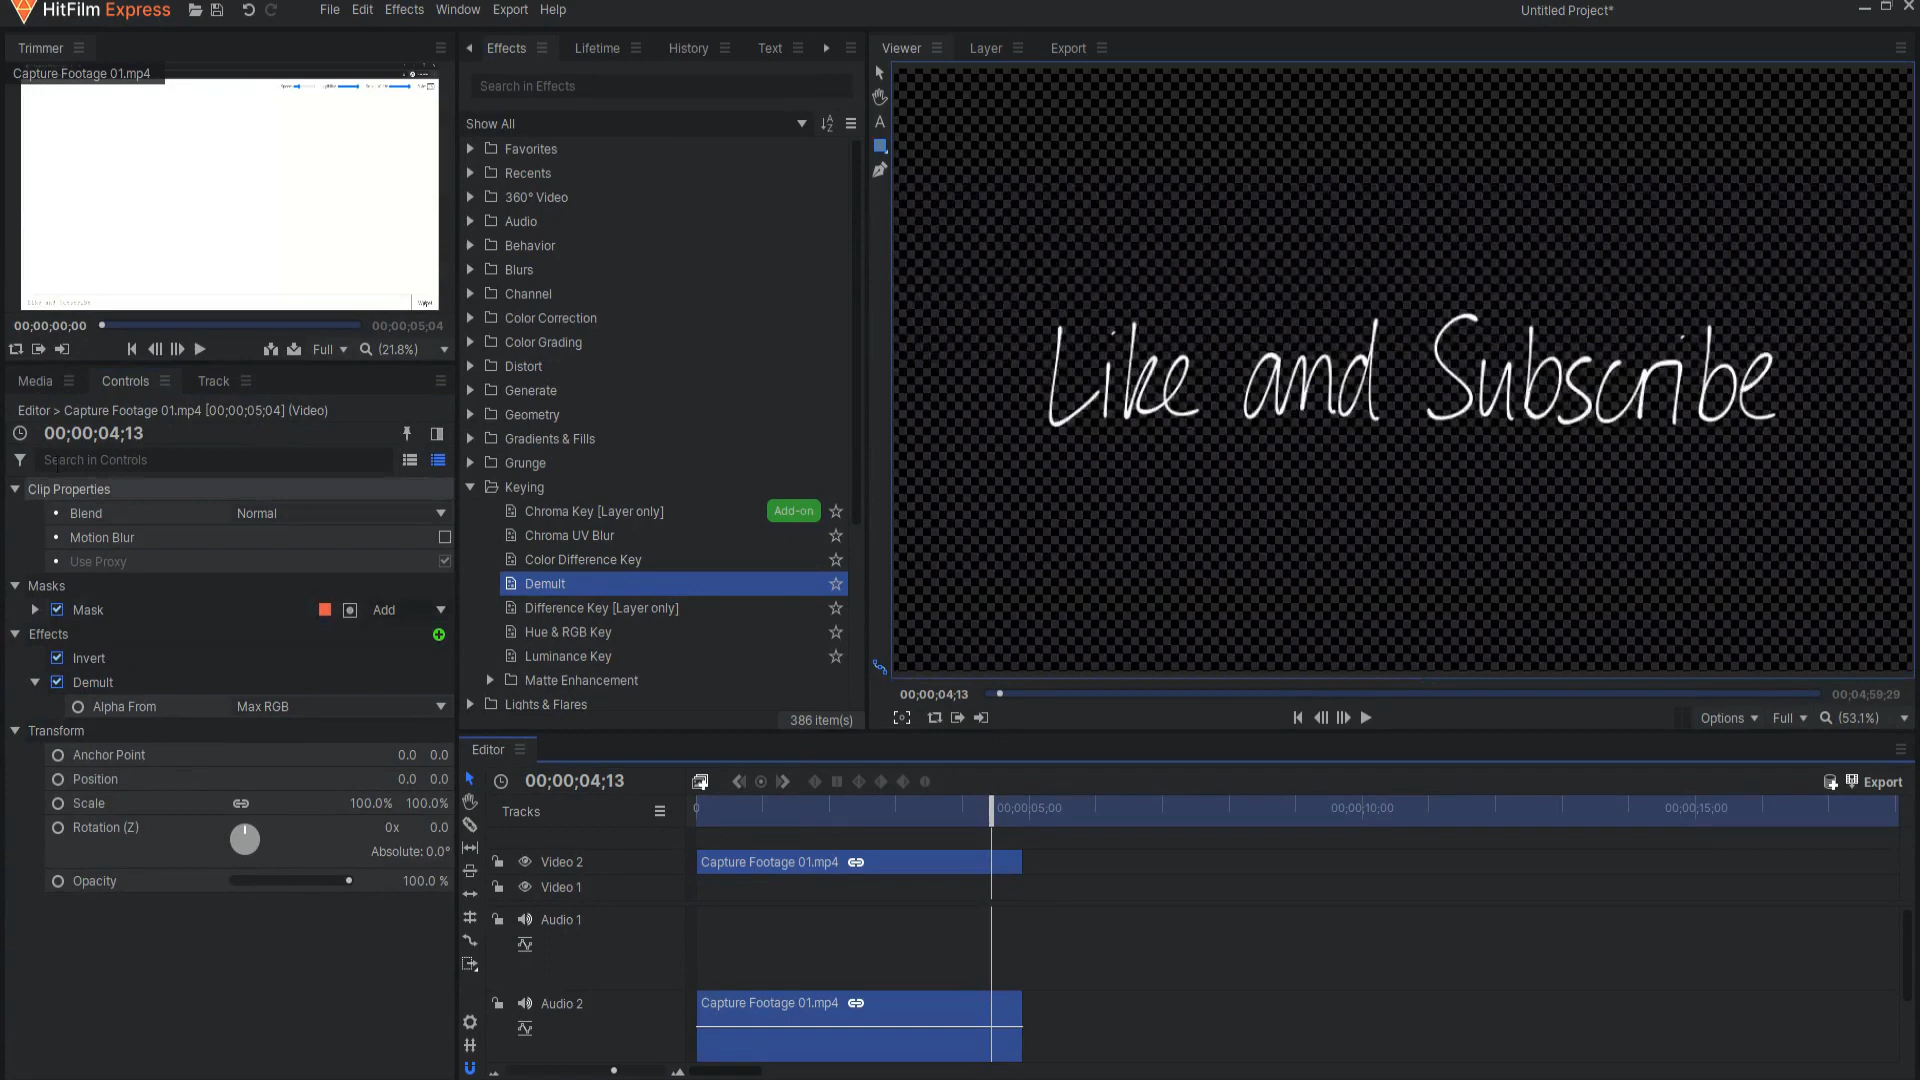 HitFilm Express
File Edit Effects Window Export Help
Untitled Project*
Trimmer
Capture Footage 01.mp4
00;00;00;00
00;00;05;04
Full
(21.8%)
Media
Controls
Track
Editor > Capture Footage 01.mp4 [00;00;05;04] (Video)
00;00;04;13
Search in Controls
Clip Properties
Blend Normal
Motion Blur
Use Proxy
Masks
Mask Add
Effects
Invert
Demult
Alpha From Max RGB
Transform
Anchor Point 0.0 0.0
Position 0.0 0.0
Scale 100.0% 100.0%
Rotation (Z) 0x 0.0
Absolute: 0.0°
Opacity 100.0 %
Effects
Lifetime
History
Text
Search in Effects
Show All
Favorites
Recents
360° Video
Audio
Behavior
Blurs
Channel
Color Correction
Color Grading
Distort
Generate
Geometry
Gradients & Fills
Grunge
Keying
Chroma Key [Layer only] Add-on
Chroma UV Blur
Color Difference Key
Demult
Difference Key [Layer only]
Hue & RGB Key
Luminance Key
Matte Enhancement
Lights & Flares
386 item(s)
Viewer
Layer
Export
A
Like and Subscribe
00;00;04;13
00;04;59;29
Options
Full
(53.1%)
Editor
00;00;04;13
Export
Tracks
0
00;00;05;00
00;00;10;00
00;00;15;00
Video 2
Capture Footage 01.mp4
Video 1
Audio 1
Audio 2
Capture Footage 01.mp4